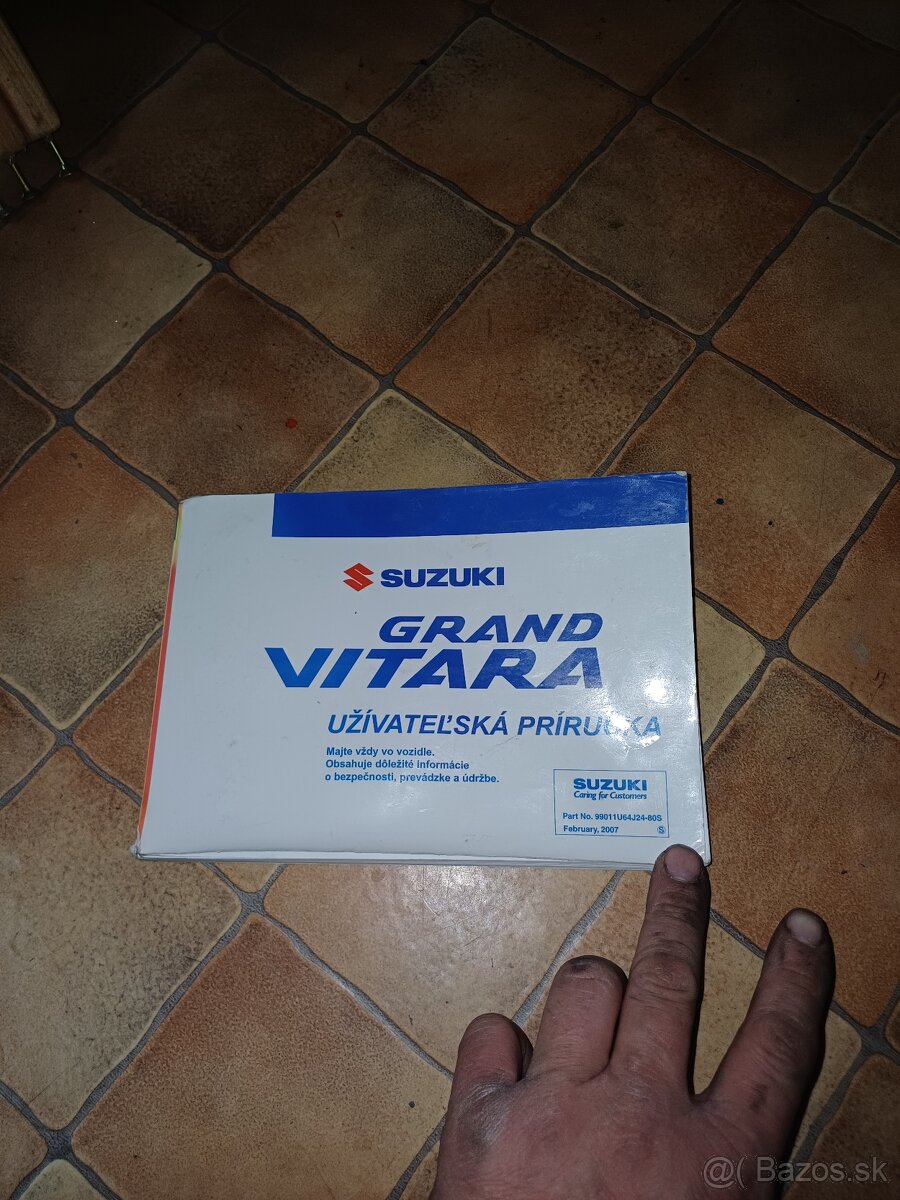 SUZUKI
GRAND
VITARA
UŽÍVATEĽSKÁ PRÍRUČKA
Majte vždy vo vozidle.
Obsahuje dôležité informácie
o bezpečnosti, prevádzke a údržbe.
SUZUKI
Caring for Customers
Part No. 99011U64J24-80S
February, 2007 S
@( Bazos.sk